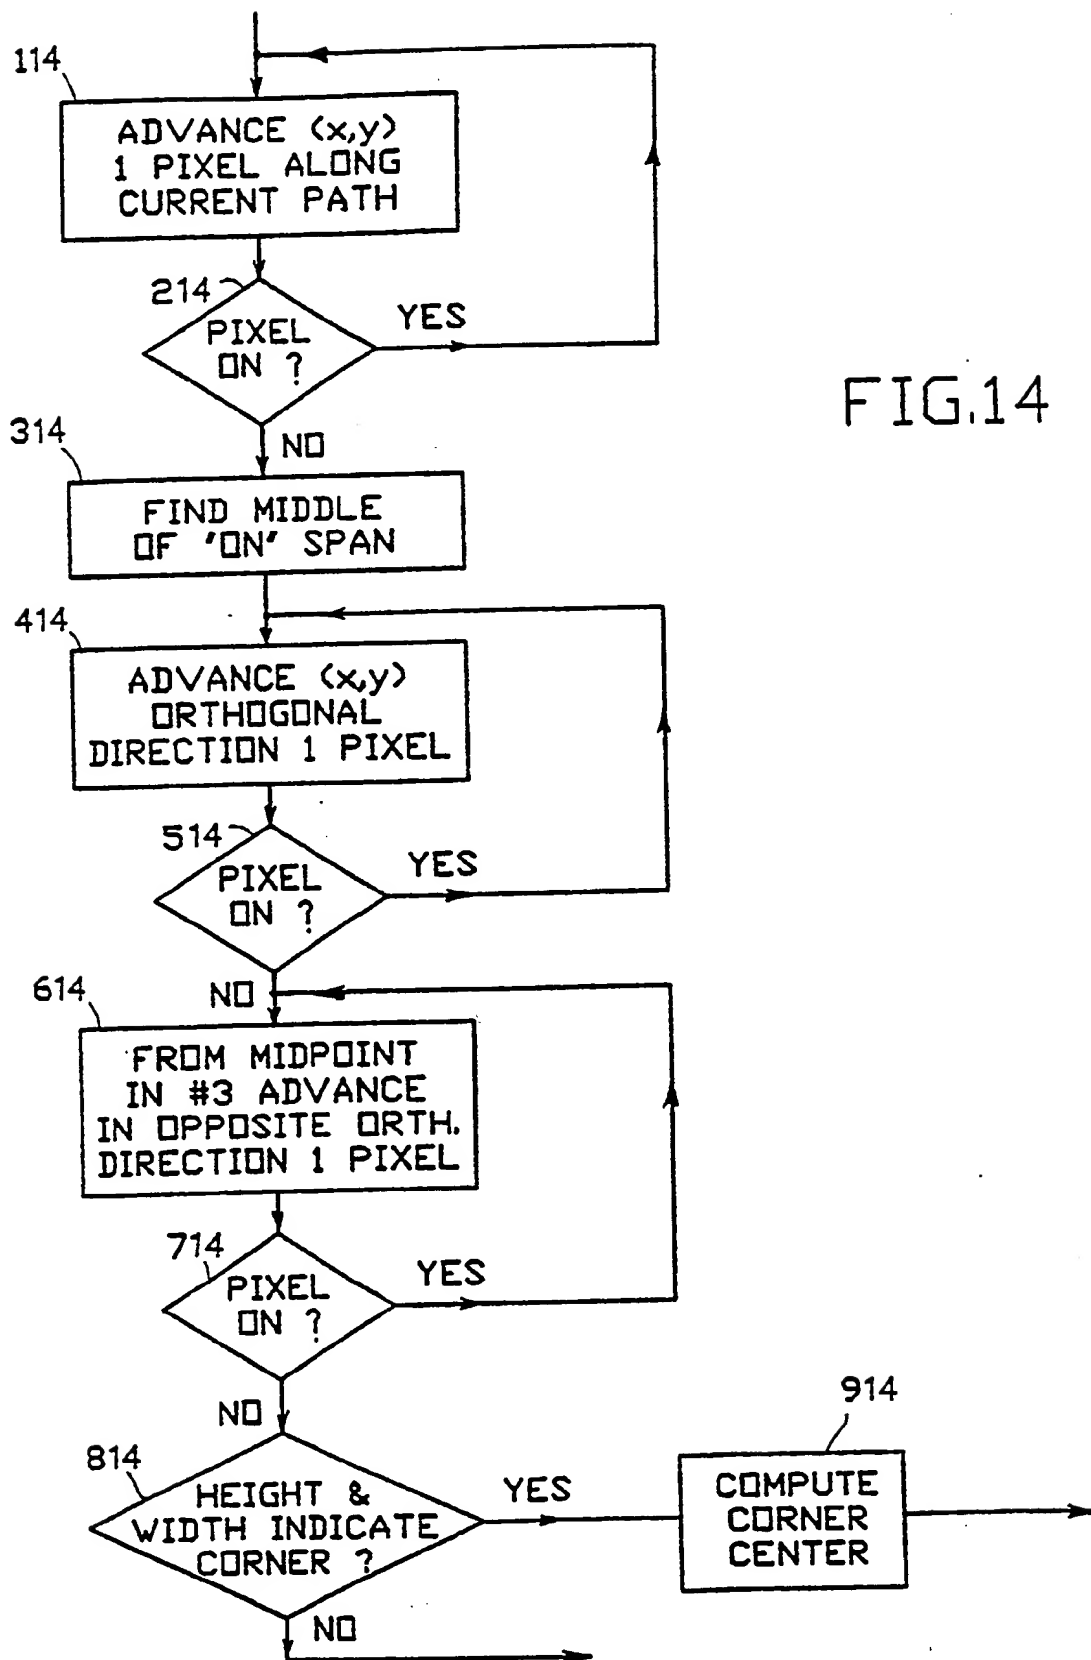 114
ADVANCE (x,y)
1 PIXEL ALONG
CURRENT PATH
214
PIXEL
ON ?
YES
FIG.14
NO
314
FIND MIDDLE
OF 'ON' SPAN
414
ADVANCE (x,y)
ORTHOGONAL
DIRECTION 1 PIXEL
514
PIXEL
ON ?
YES
NO
614
FROM MIDPOINT
IN #3 ADVANCE
IN OPPOSITE ORTH.
DIRECTION 1 PIXEL
714
PIXEL
ON ?
YES
NO
814
HEIGHT &
WIDTH INDICATE
CORNER ?
YES
914
COMPUTE
CORNER
CENTER
NO